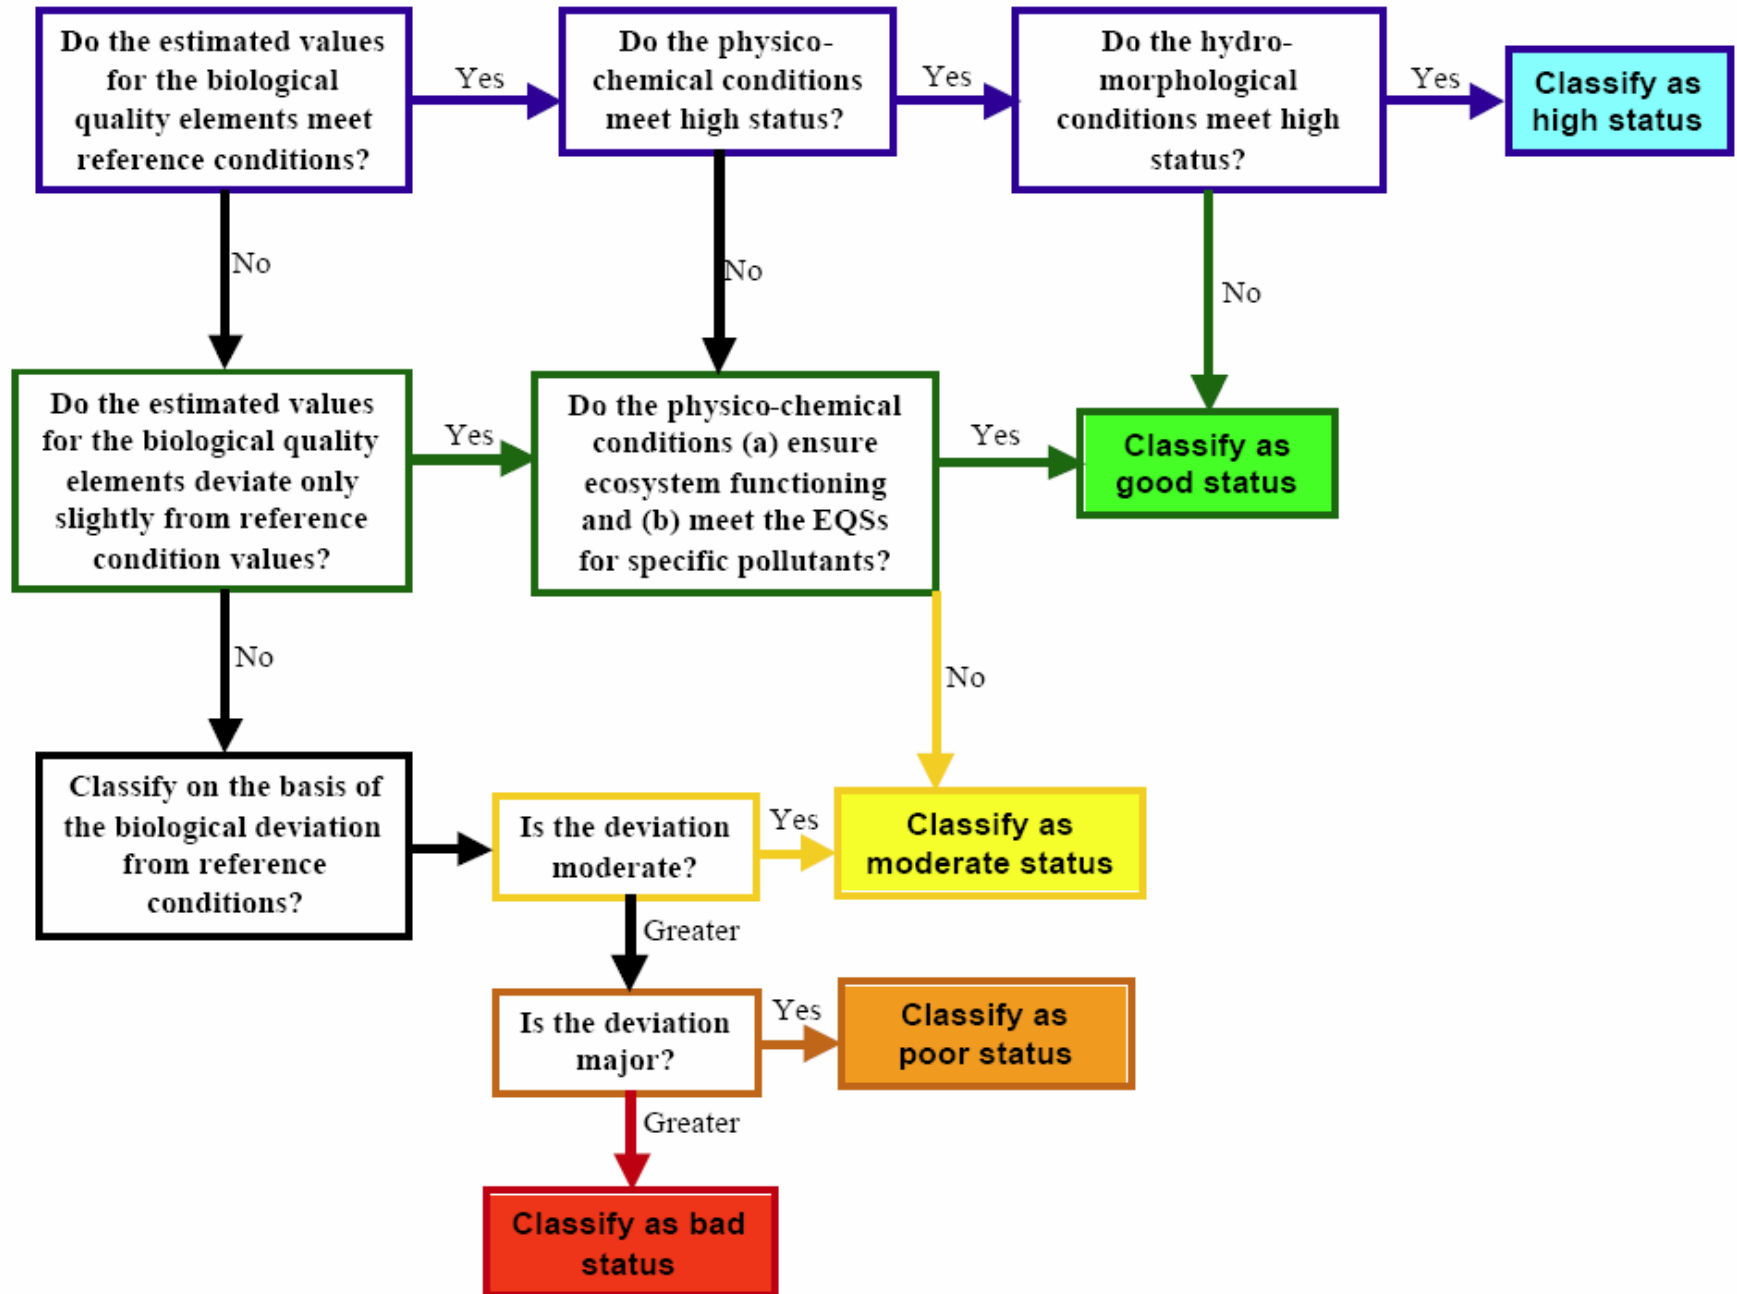 Do the estimated values
for the biological
quality elements meet
reference conditions?
Yes
Do the physico-
chemical conditions
meet high status?
Yes
Do the hydro-
morphological
conditions meet high
status?
Yes
Classify as
high status
No
No
No
Do the estimated values
for the biological quality
elements deviate only
slightly from reference
condition values?
Yes
Do the physico-chemical
conditions (a) ensure
ecosystem functioning
and (b) meet the EQSs
for specific pollutants?
Yes
Classify as
good status
No
No
Classify on the basis of
the biological deviation
from reference
conditions?
Is the deviation
moderate?
Yes
Classify as
moderate status
Greater
Is the deviation
major?
Yes
Classify as
poor status
Greater
Classify as bad
status